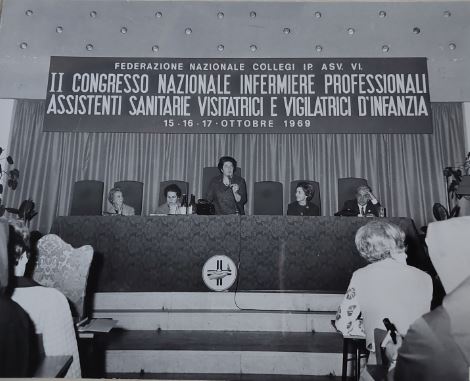 FEDERAZIONE NAZIONALE COLLEGI IP. ASV. VI.
II CONGRESSO NAZIONALE INFERMIERE PROFESSIONALI
ASSISTENTI SANITARIE VISITATRICI E VIGILATRICI D'INFANZIA
15-16-17-OTTOBRE 1969